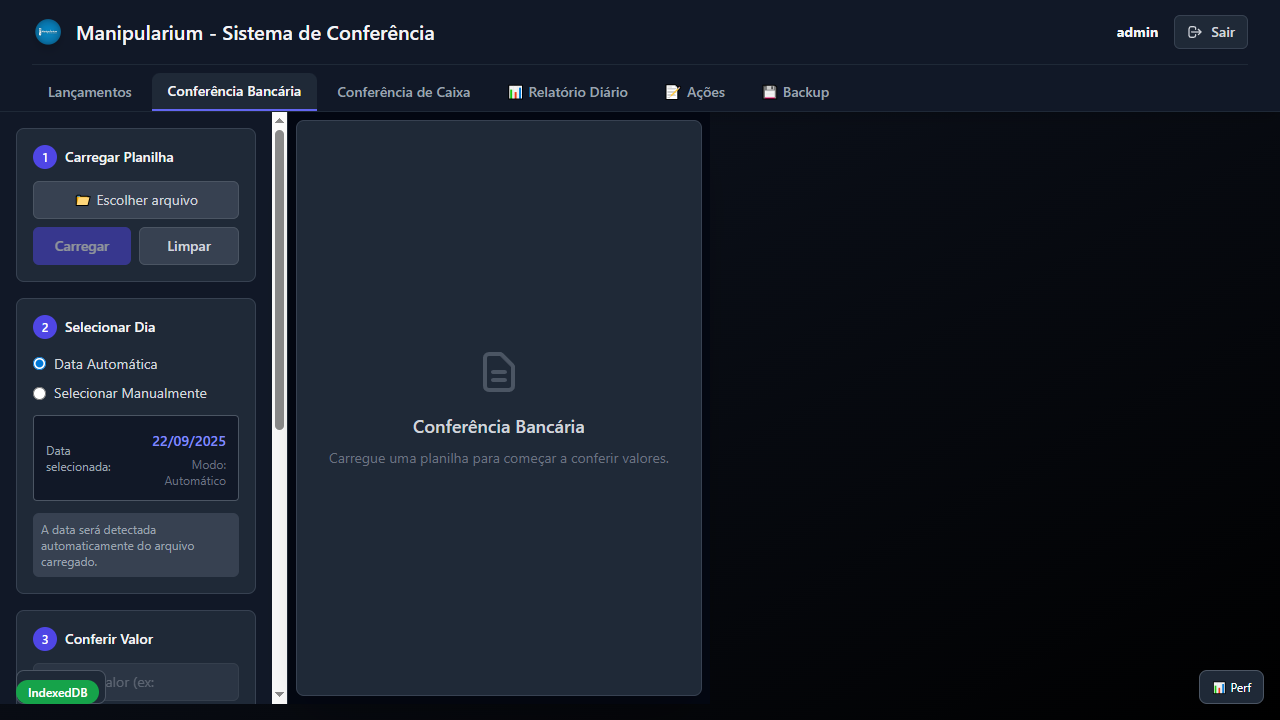 Manipularium - Sistema de Conferência
admin
Sair
Lançamentos
Conferência Bancária
Conferência de Caixa
Relatório Diário
Ações
Backup
1 Carregar Planilha
Escolher arquivo
Carregar
Limpar
2 Selecionar Dia
Data Automática
Selecionar Manualmente
Data
selecionada:
22/09/2025
Modo:
Automático
A data será detectada
automaticamente do arquivo
carregado.
3 Conferir Valor
alor (ex:
IndexedDB
Conferência Bancária
Carregue uma planilha para começar a conferir valores.
Perf